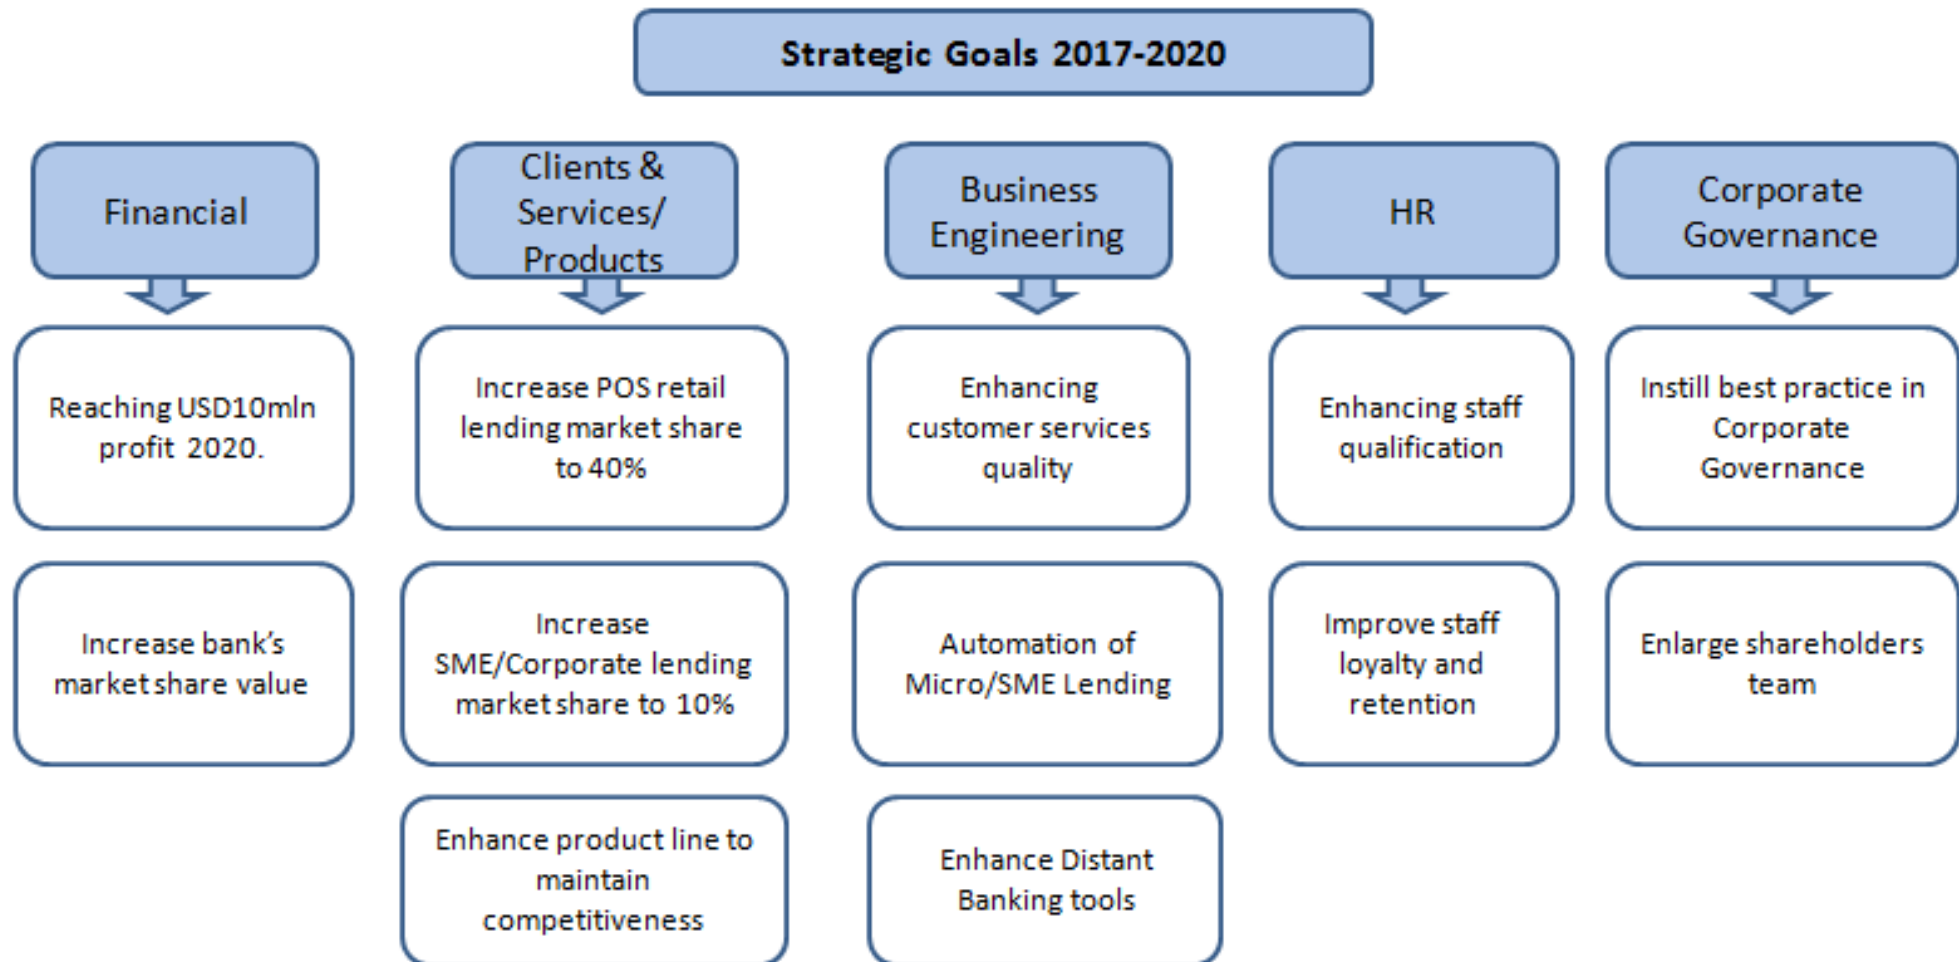 Strategic Goals 2017-2020
Financial
Clients &
Services/
Products
Business
Engineering
HR
Corporate
Governance
Reaching USD10mln
profit 2020.
Increase POS retail
lending market share
to 40%
Enhancing
customer services
quality
Enhancing staff
qualification
Instill best practice in
Corporate
Governance
Increase bank’s
market share value
Increase
SME/Corporate lending
market share to 10%
Automation of
Micro/SME Lending
Improve staff
loyalty and
retention
Enlarge shareholders
team
Enhance product line to
maintain
competitiveness
Enhance Distant
Banking tools